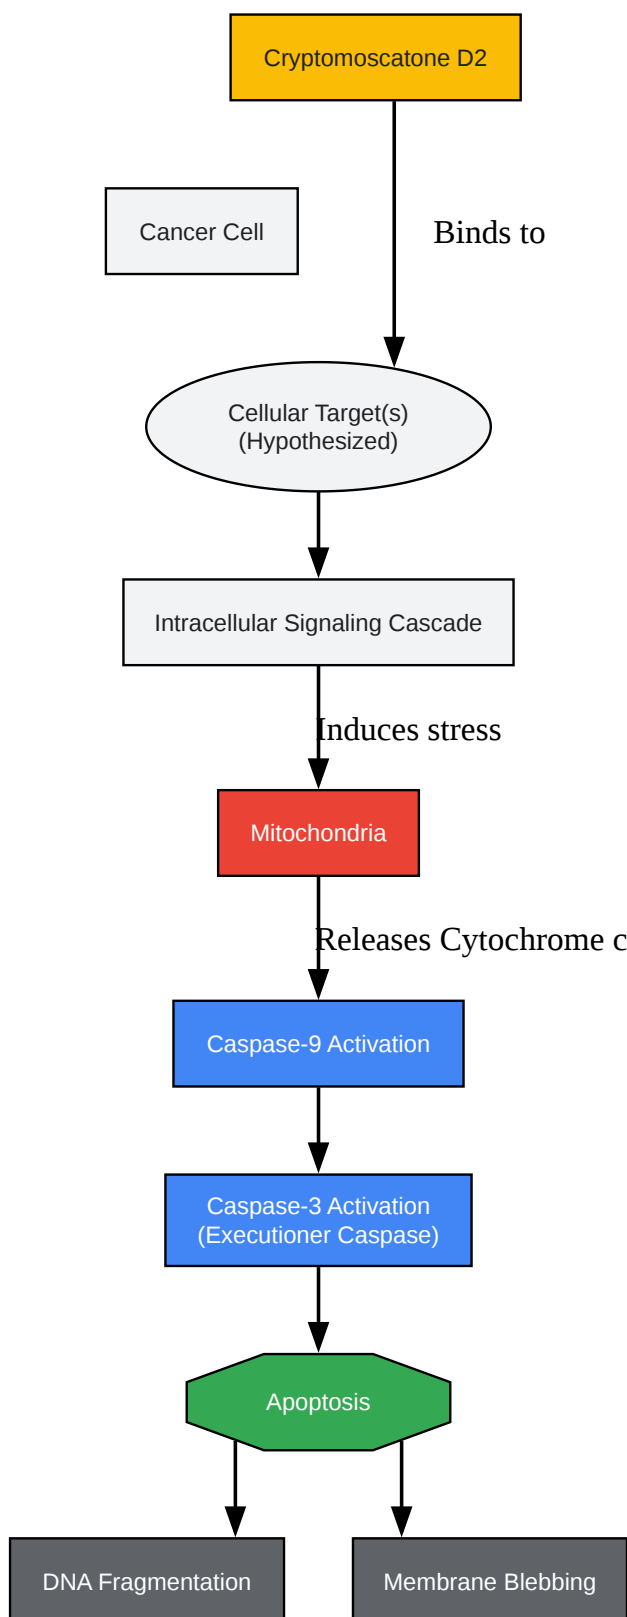 Cryptomoscatone D2
Cancer Cell
Binds to
Cellular Target(s)
(Hypothesized)
Intracellular Signaling Cascade
Induces stress
Mitochondria
Releases Cytochrome c
Caspase-9 Activation
Caspase-3 Activation
(Executioner Caspase)
Apoptosis
DNA Fragmentation
Membrane Blebbing